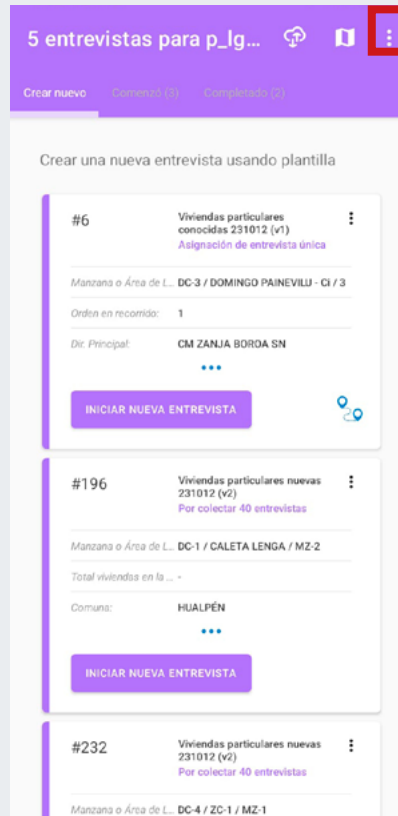 5 entrevistas para p_lg...
Crear nuevo Comenzó (3) Completado (2)
Crear una nueva entrevista usando plantilla
#6
Viviendas particulares
conocidas 231012 (v1)
Asignación de entrevista única
Manzana o Área de L... DC-3 / DOMINGO PAINEVILU - Ci / 3
Orden en recorrido: 1
Dir. Principal: CM ZANJA BOROA SN
INICIAR NUEVA ENTREVISTA
#196
Viviendas particulares nuevas
231012 (v2)
Por colectar 40 entrevistas
Manzana o Área de L... DC-1 / CALETA LENGA / MZ-2
Total viviendas en la ... -
Comuna: HUALPÉN
INICIAR NUEVA ENTREVISTA
#232
Viviendas particulares nuevas
231012 (v2)
Por colectar 40 entrevistas
Manzana o Área de L... DC-4 / ZC-1 / MZ-1